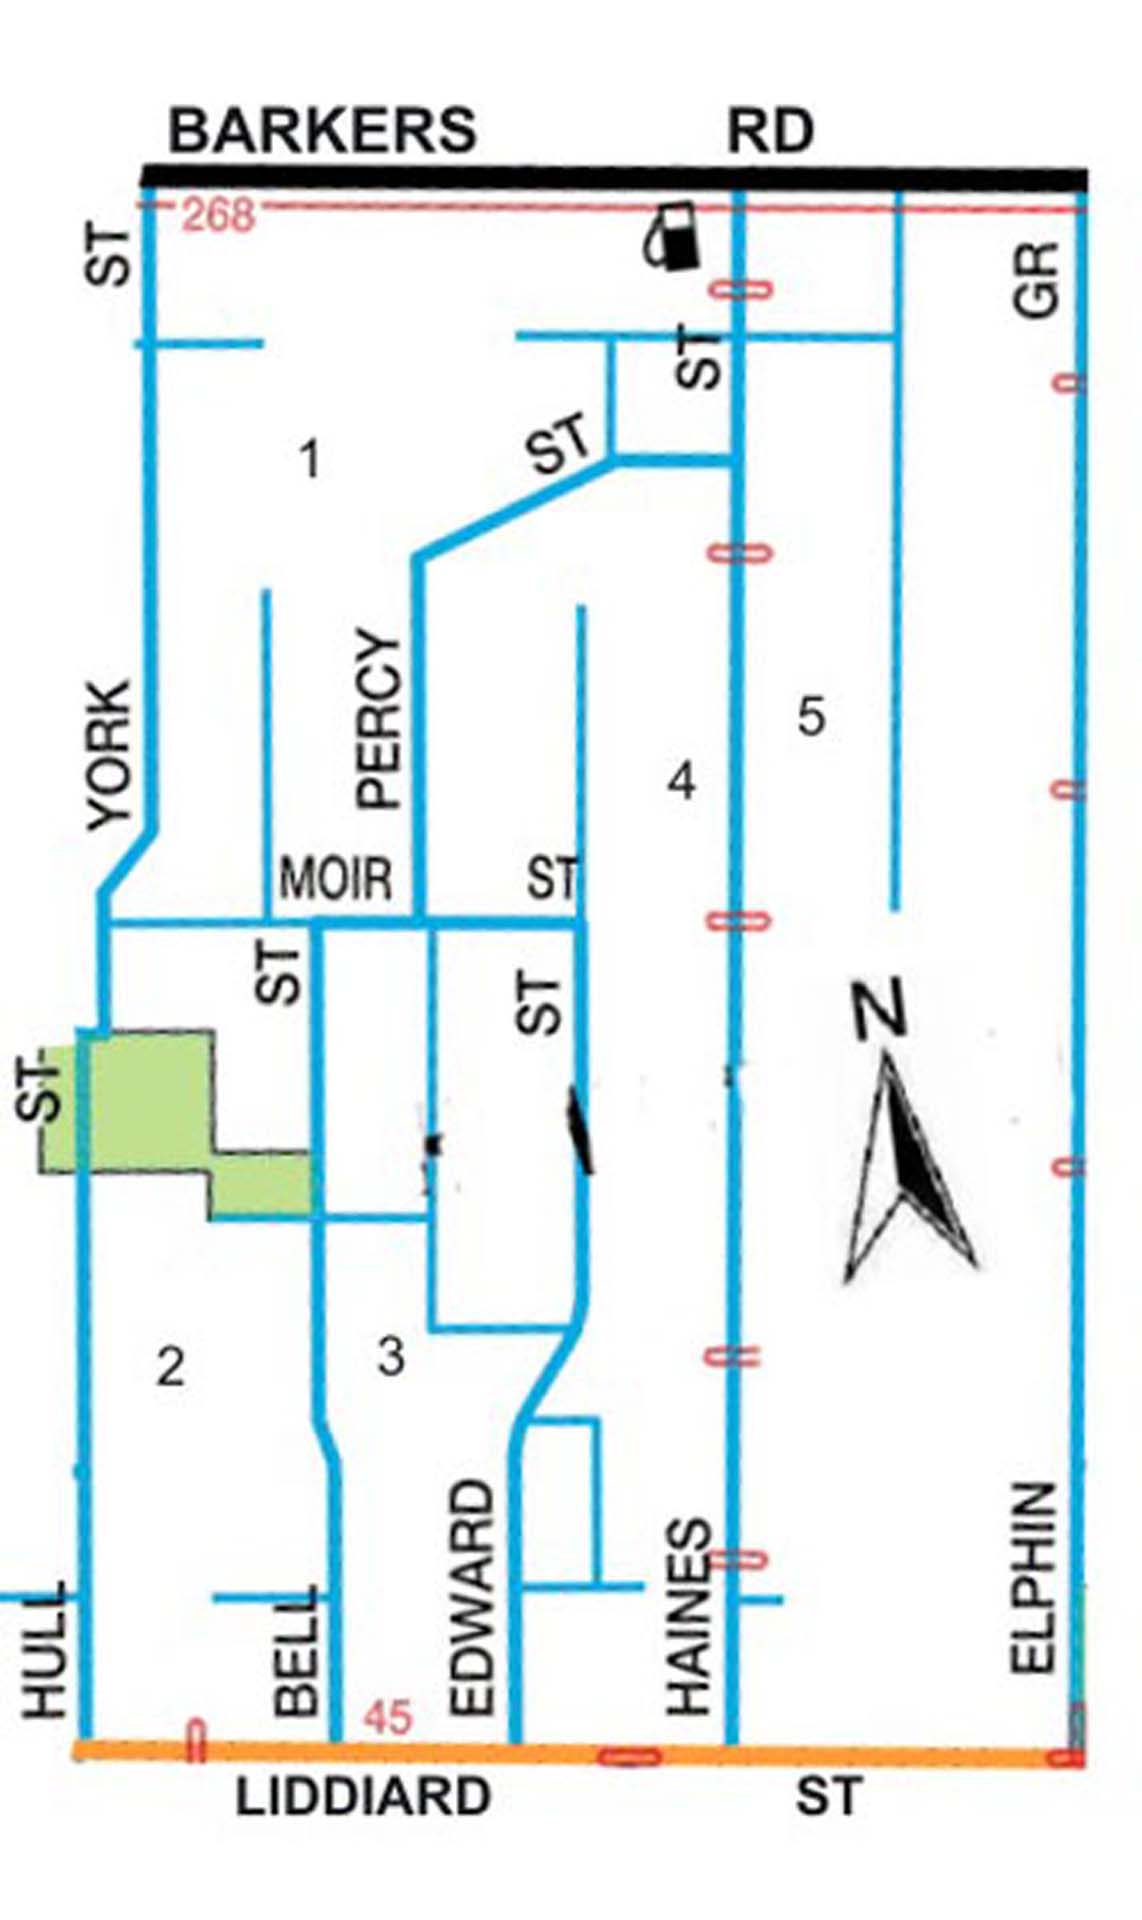 BARKERS RD
268
ST
GR
ST
ST
1
YORK
PERCY
5
4
MOIR ST
ST
ST
N
ST
2
3
HULL
BELL
EDWARD
HAINES
ELPHIN
45
LIDDIARD ST